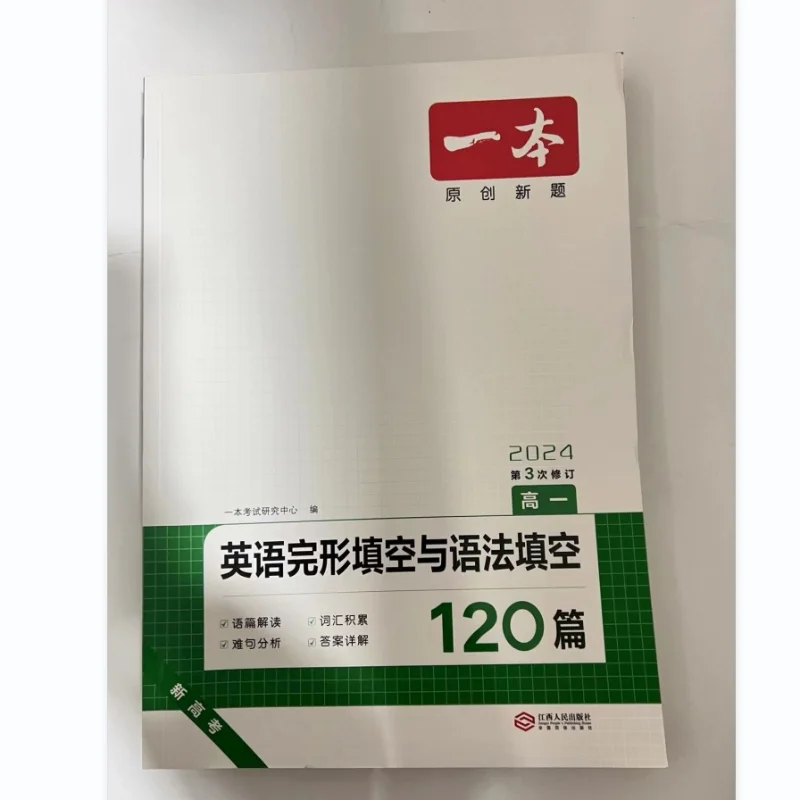 一本
原创新题
2024
第3次修订
高一
一本考试研究中心 编
英语完形填空与语法填空
120篇
语篇解读 词汇积累
难句分析 答案详解
新高考
江西人民出版社